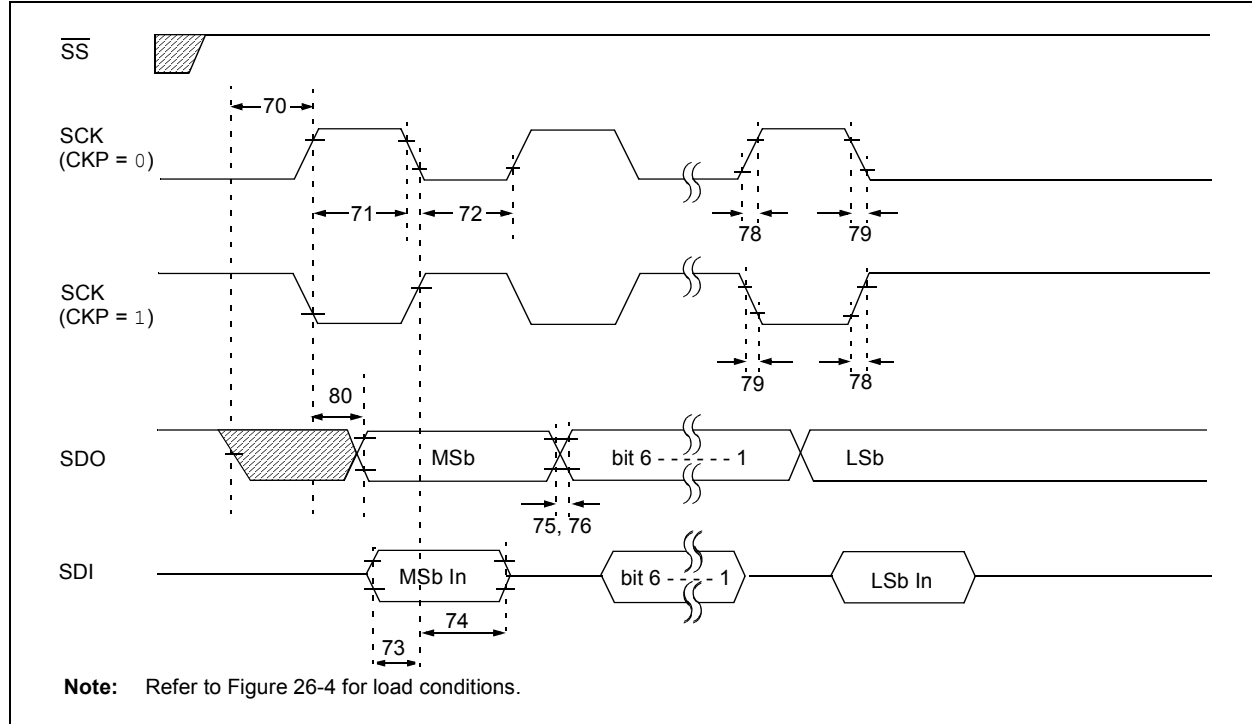 SS
70
SCK
(CKP = 0)
71
72
78
79
SCK
(CKP = 1)
79
78
80
SDO
MSb
bit 6 - - - - - - 1
LSb
75, 76
SDI
MSb In
bit 6 - - - - - 1
LSb In
74
73
Note: Refer to Figure 26-4 for load conditions.